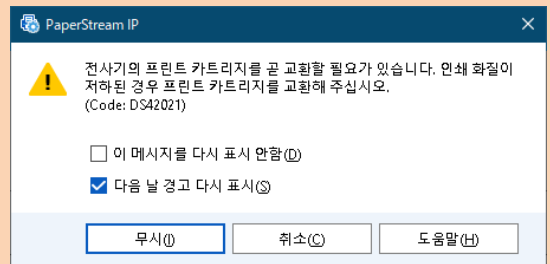 PaperStream IP
전사기의 프린트 카트리지를 곧 교환할 필요가 있습니다. 인쇄 화질이
저하된 경우 프린트 카트리지를 교환해 주십시오.
(Code: DS42021)
이 메시지를 다시 표시 안함(D)
다음 날 경고 다시 표시(S)
무시(I)
취소(C)
도움말(H)